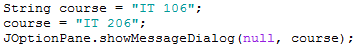 String course = "IT 106";
course = "IT 206";
JOptionPane.showMessageDialog(null, course);